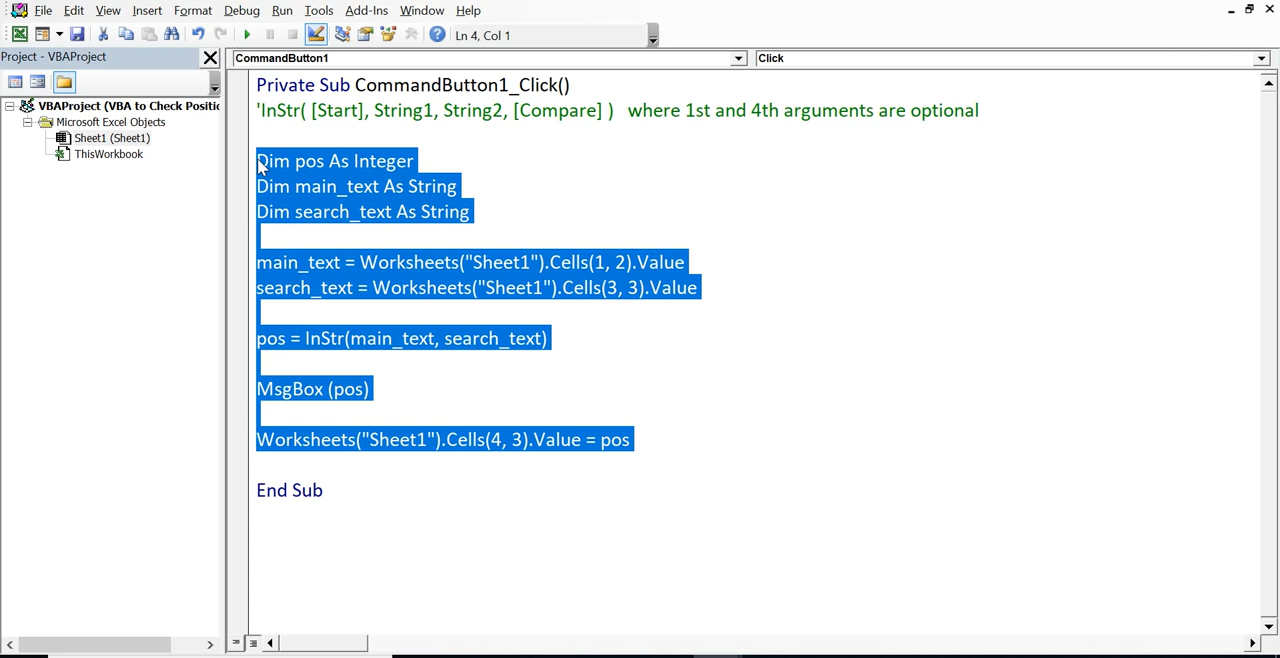 File Edit View Insert Format Debug Run Tools Add-Ins Window Help
Ln 4, Col 1
Project - VBAProject
CommandButton1
Click
VBAProject (VBA to Check Positic
Microsoft Excel Objects
Sheet1 (Sheet1)
ThisWorkbook
Private Sub CommandButton1_Click()
'InStr( [Start], String1, String2, [Compare] )   where 1st and 4th arguments are optional
Dim pos As Integer
Dim main_text As String
Dim search_text As String
main_text = Worksheets("Sheet1").Cells(1, 2).Value
search_text = Worksheets("Sheet1").Cells(3, 3).Value
pos = InStr(main_text, search_text)
MsgBox (pos)
Worksheets("Sheet1").Cells(4, 3).Value = pos
End Sub